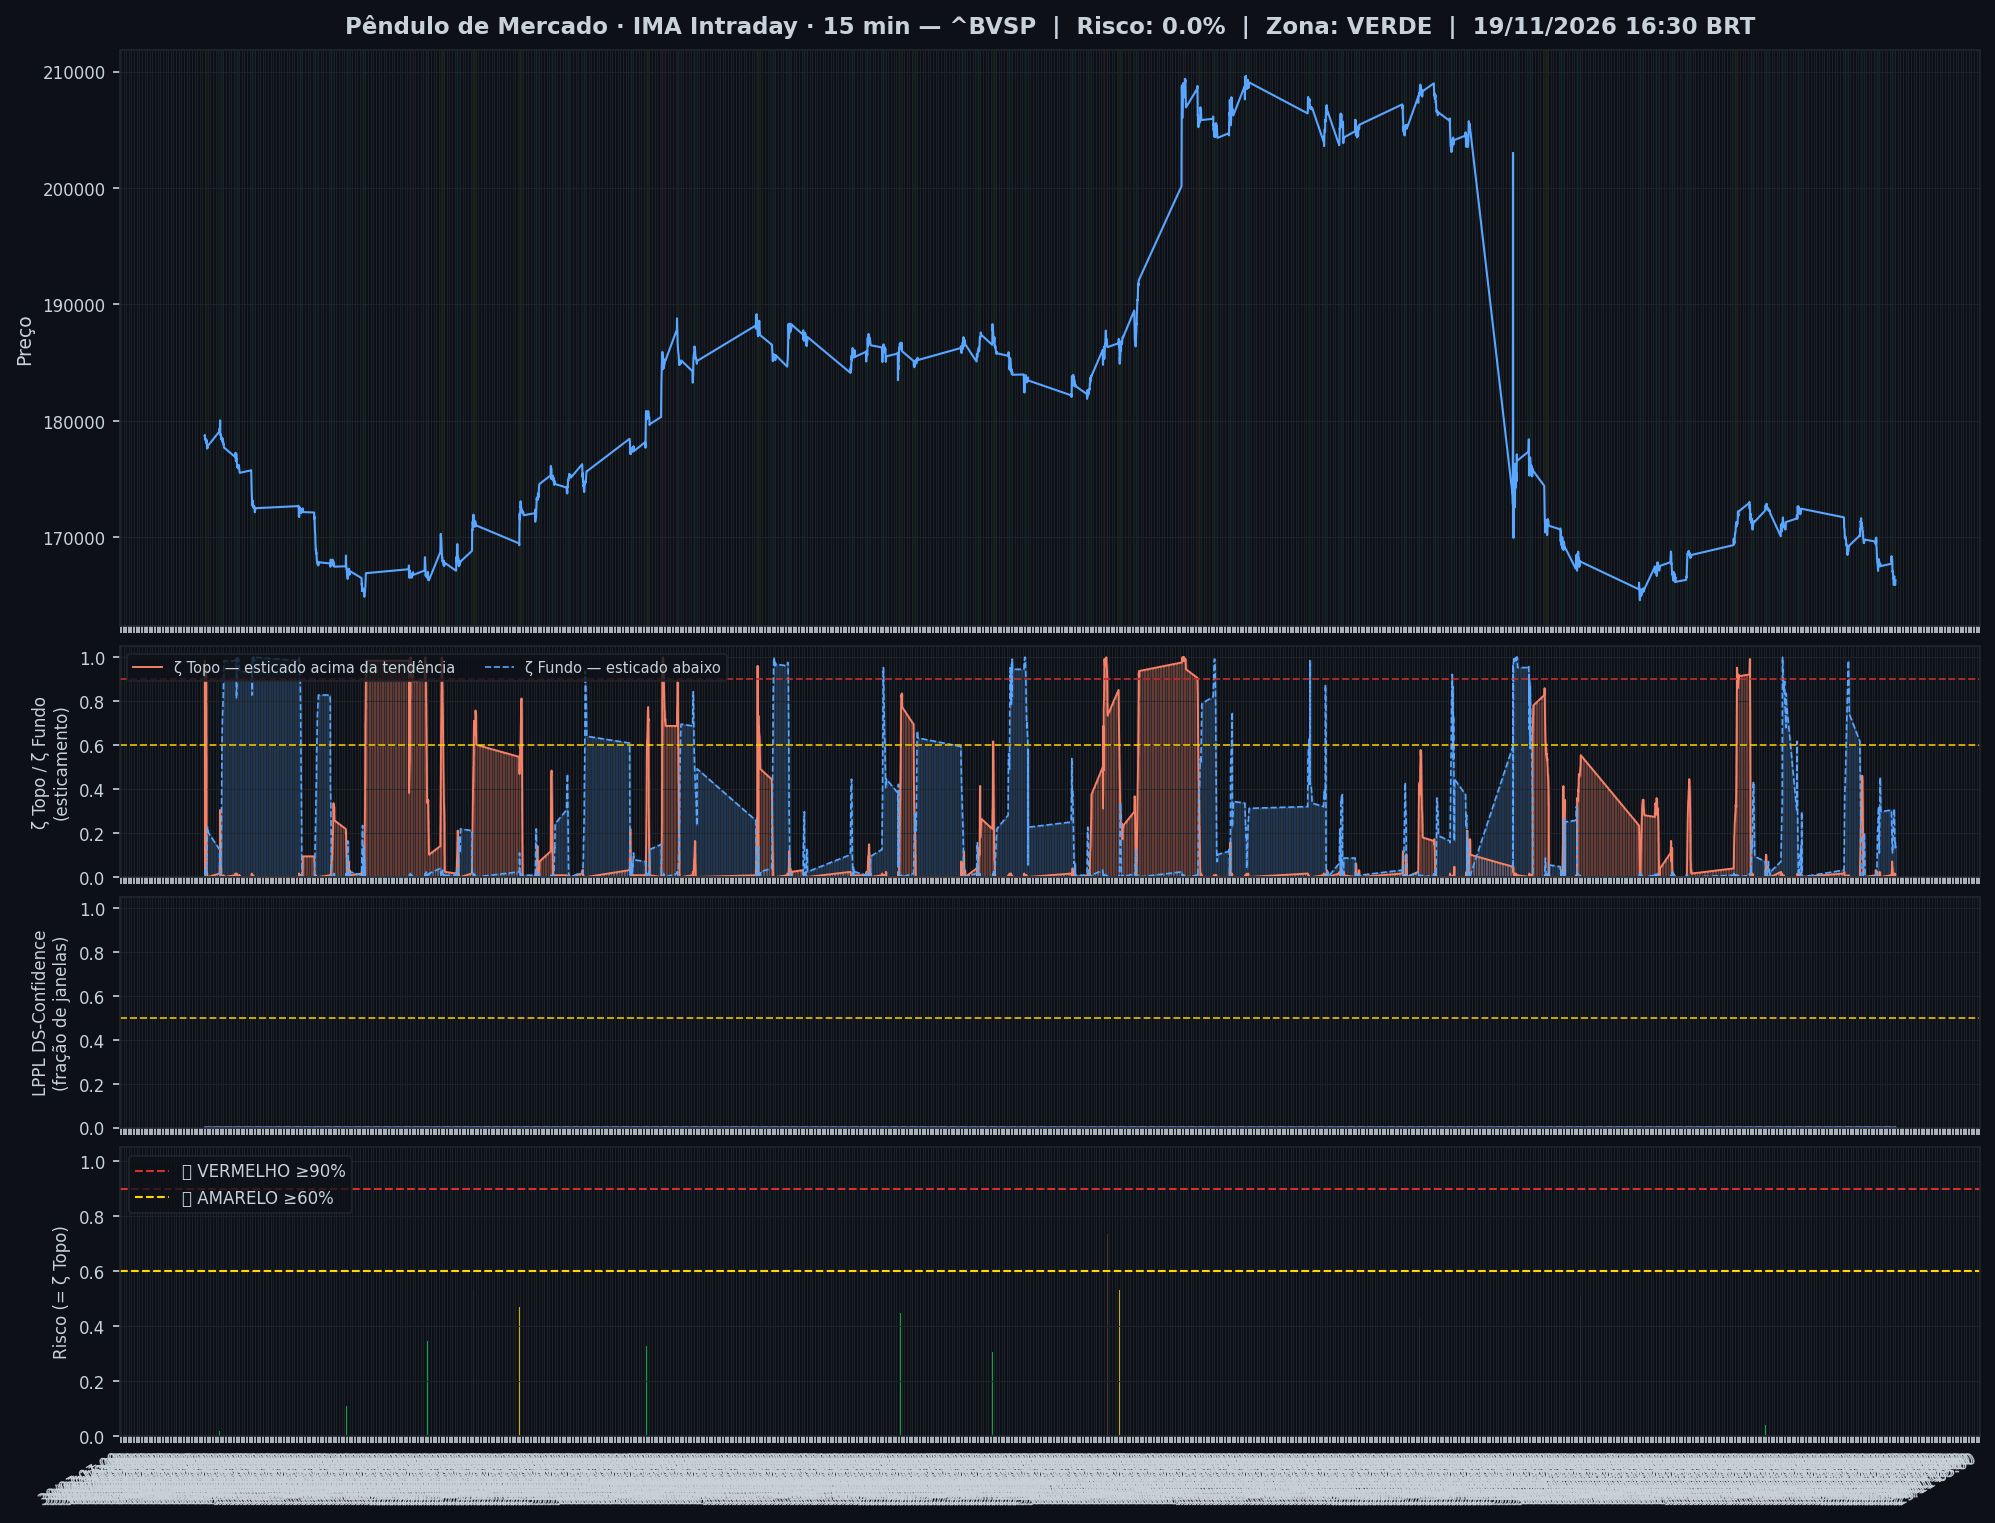 Pêndulo de Mercado · IMA Intraday · 15 min — ^BVSP | Risco: 0.0% | Zona: VERDE | 19/11/2026 16:30 BRT
Preço
210000
200000
190000
180000
170000
ζ Topo / ζ Fundo
(esticamento)
ζ Topo — esticado acima da tendência
ζ Fundo — esticado abaixo
1.0
0.8
0.6
0.4
0.2
0.0
LPPL DS-Confidence
(fração de janelas)
1.0
0.8
0.6
0.4
0.2
0.0
Risco (= ζ Topo)
VERMELHO ≥90%
AMARELO ≥60%
1.0
0.8
0.6
0.4
0.2
0.0